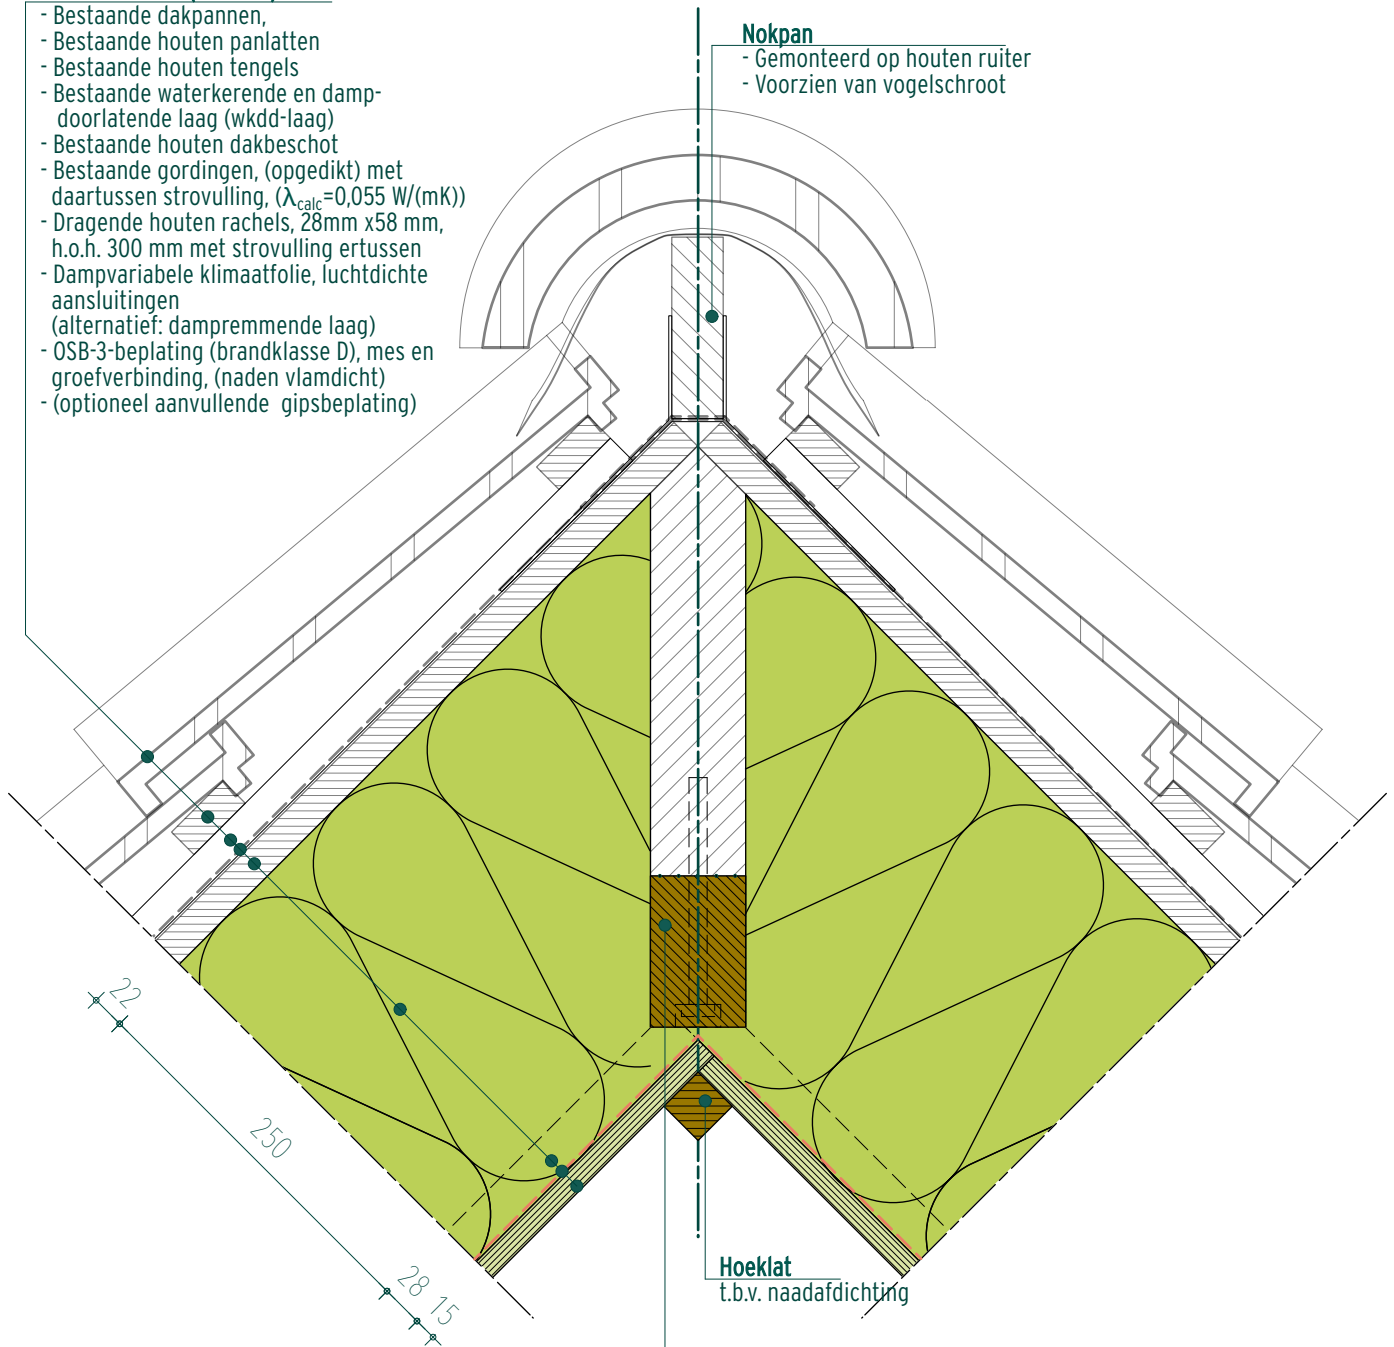 - Bestaande dakpannen,
- Bestaande houten panlatten
- Bestaande houten tengels
- Bestaande waterkerende en damp-
doorlatende laag (wkdd-laag)
- Bestaande houten dakbeschot
- Bestaande gordingen, (opgedikt) met
daartussen strovulling, (λcalc=0,055 W/(mK))
- Dragende houten rachels, 28mm x58 mm,
h.o.h. 300 mm met strovulling ertussen
- Dampvariabele klimaatfolie, luchtdichte
aansluitingen
(alternatief: dampremmende laag)
- OSB-3-beplating (brandklasse D), mes en
groefverbinding, (naden vlamdicht)
- (optioneel aanvullende gipsbeplating)
Nokpan
- Gemonteerd op houten ruiter
- Voorzien van vogelschroot
22
250
28 15
Hoeklat
t.b.v. naadafdichting